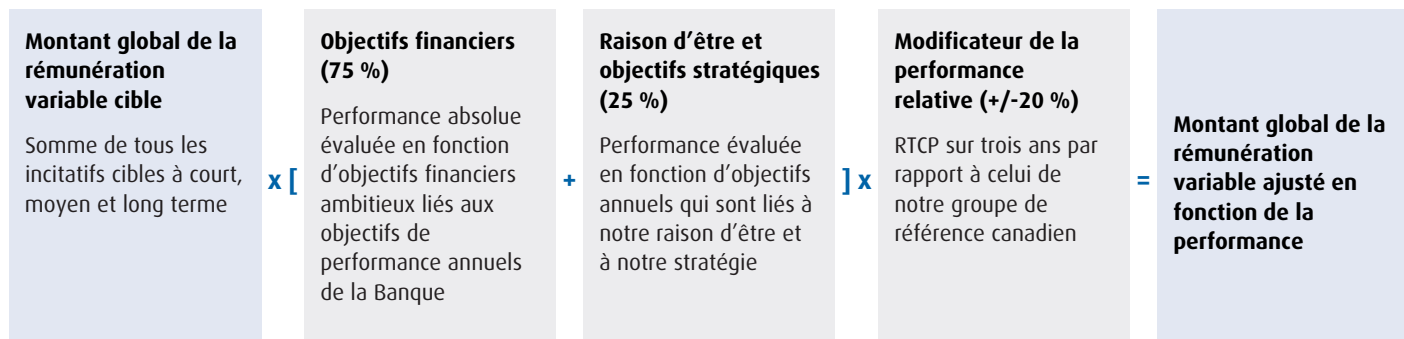 Montant global de la
rémunération
variable cible
Somme de tous les
incitatifs cibles à court,
moyen et long terme
x [
Objectifs financiers
(75 %)
Performance absolue
évaluée en fonction
d’objectifs financiers
ambitieux liés aux
objectifs de
performance annuels
de la Banque
+
Raison d’être et
objectifs stratégiques
(25 %)
Performance évaluée
en fonction d’objectifs
annuels qui sont liés à
notre raison d’être et
à notre stratégie
] x
Modificateur de la
performance
relative (+/-20 %)
RTCP sur trois ans par
rapport à celui de
notre groupe de
référence canadien
=
Montant global de la
rémunération
variable ajusté en
fonction de la
performance